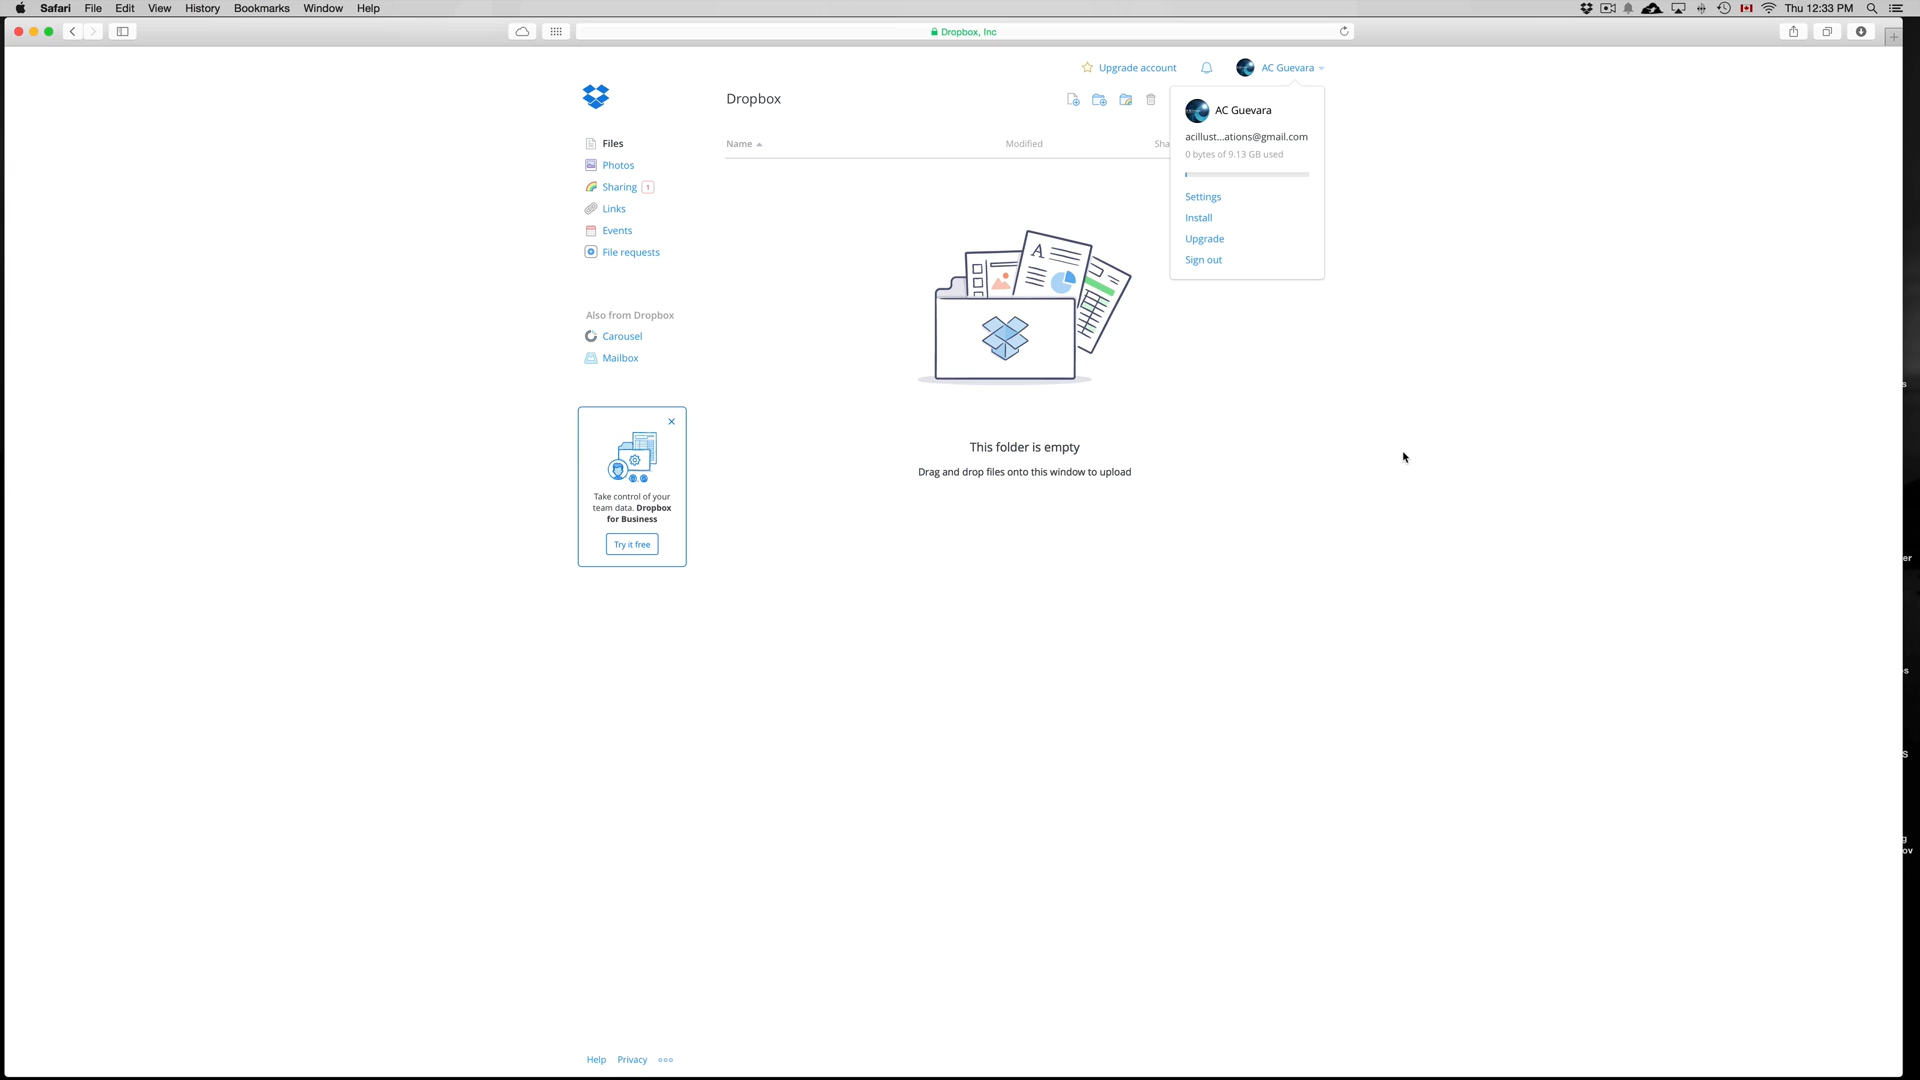 Safari File Edit View History Bookmarks Window Help Thu 12:33 PM
Dropbox, Inc
Upgrade account AC Guevara
Dropbox
AC Guevara
acillust...ations@gmail.com
0 bytes of 9.13 GB used
Settings
Install
Upgrade
Sign out
Name Modified Sha
Files
Photos
Sharing 1
Links
Events
File requests
A
Also from Dropbox
Carousel
Mailbox
Take control of your
team data. Dropbox
for Business
Try it free
This folder is empty
Drag and drop files onto this window to upload
s
er
s
S
g
ov
Help Privacy